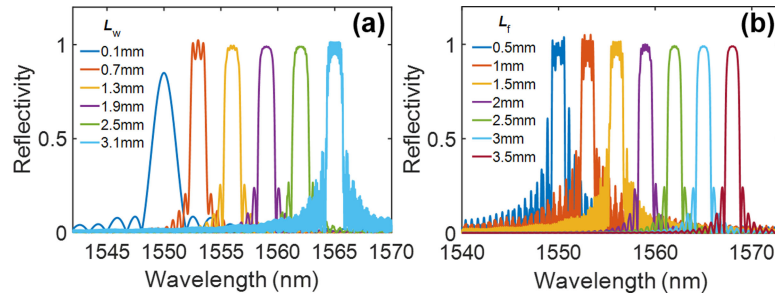 (a)
L_w
0.1mm
0.7mm
1.3mm
1.9mm
2.5mm
3.1mm
Reflectivity
1
0.5
0
1545 1550 1555 1560 1565 1570
Wavelength (nm)
(b)
L_f
0.5mm
1mm
1.5mm
2mm
2.5mm
3mm
3.5mm
Reflectivity
1
0.5
0
1540 1550 1560 1570
Wavelength (nm)